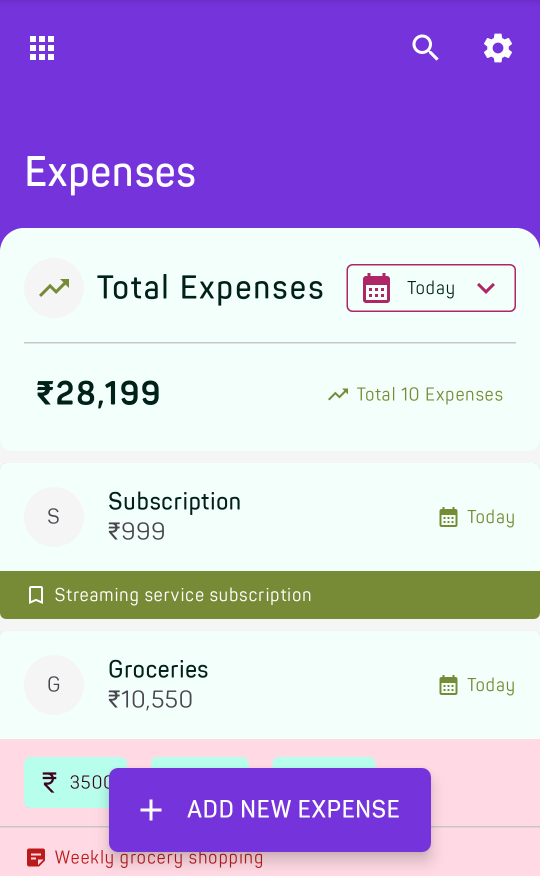 Expenses
Total Expenses
Today
₹28,199
Total 10 Expenses
S
Subscription
₹999
Today
Streaming service subscription
G
Groceries
₹10,550
Today
₹
ADD NEW EXPENSE
Weekly grocery shopping